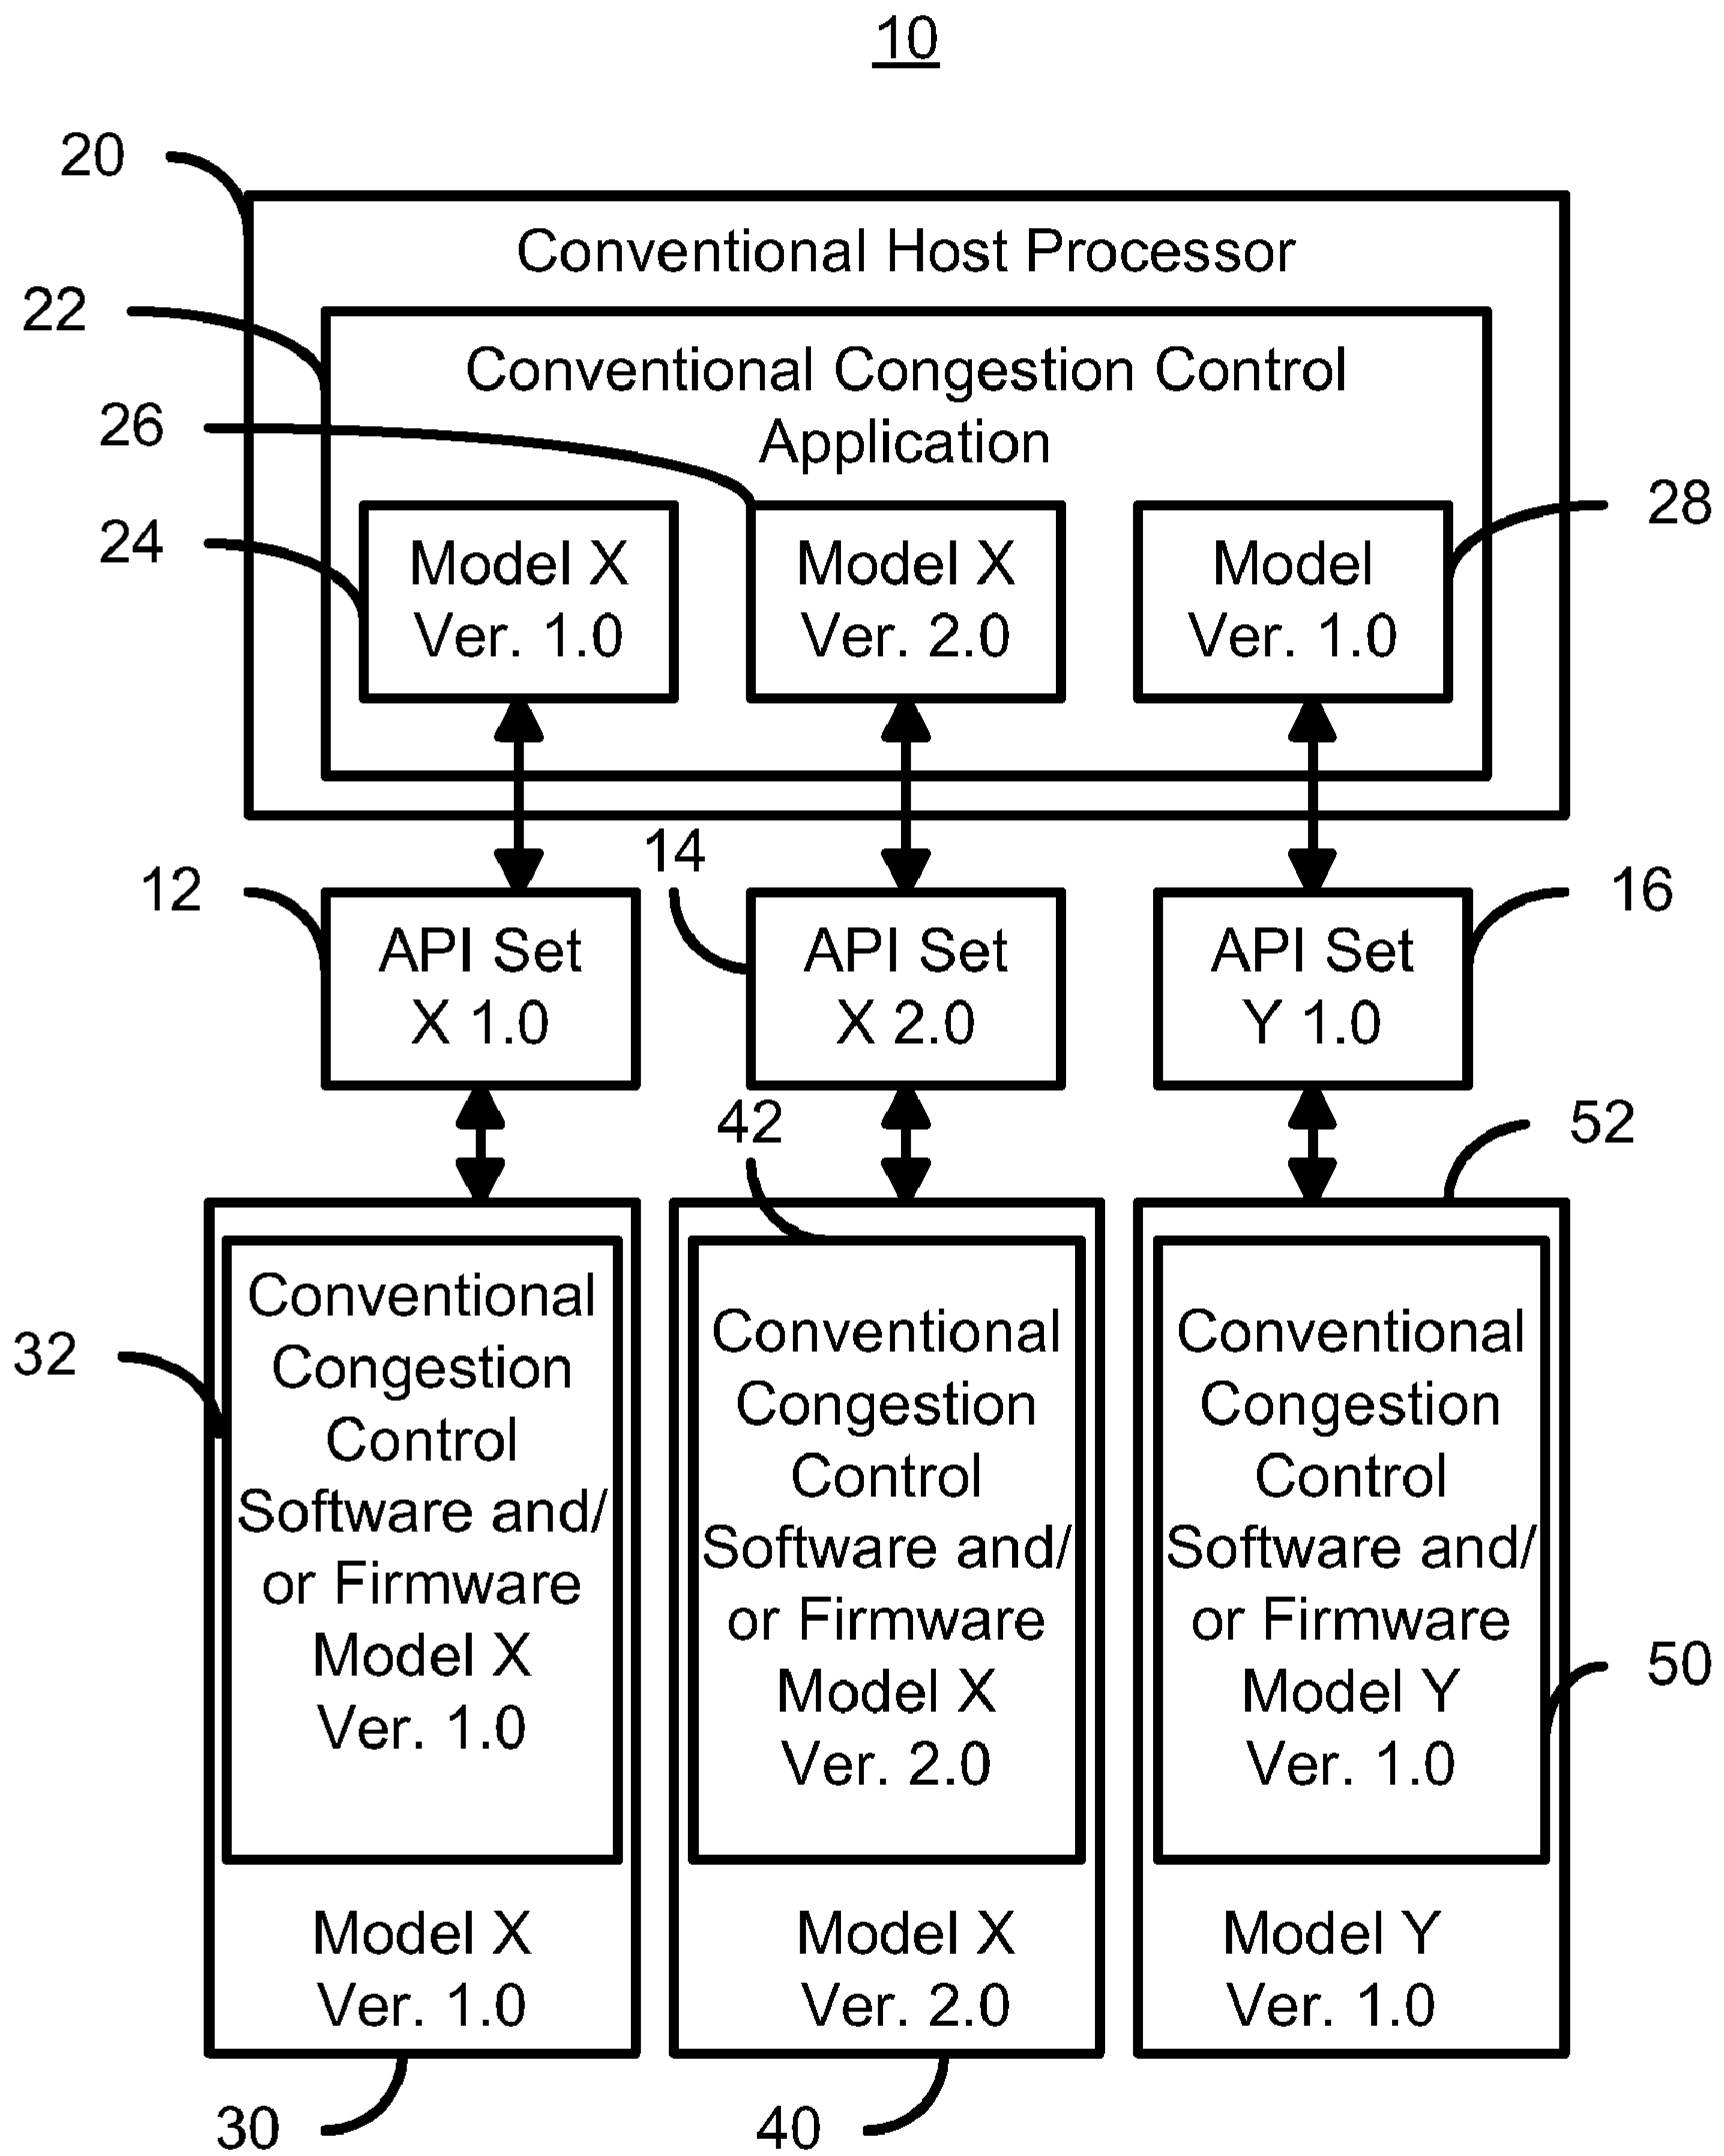 10
20
Conventional Host Processor
22
Conventional Congestion Control
Application
26
24
28
Model X
Ver. 1.0
Model X
Ver. 2.0
Model
Ver. 1.0
12
14
16
API Set
X 1.0
API Set
X 2.0
API Set
Y 1.0
42
52
32
Conventional
Congestion
Control
Software and/
or Firmware
Model X
Ver. 1.0
Conventional
Congestion
Control
Software and/
or Firmware
Model X
Ver. 2.0
Conventional
Congestion
Control
Software and/
or Firmware
Model Y
Ver. 1.0
50
Model X
Ver. 1.0
Model X
Ver. 2.0
Model Y
Ver. 1.0
30
40